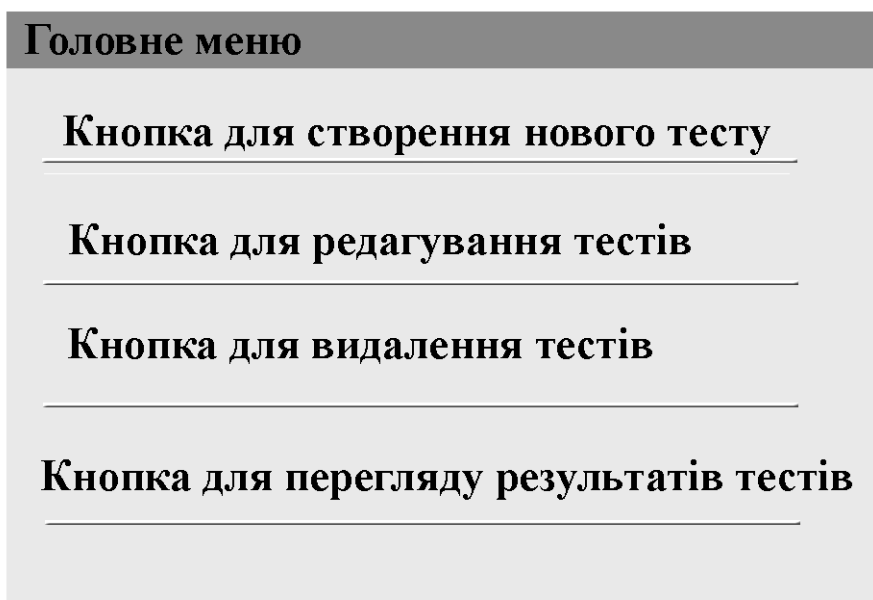 Головне меню
Кнопка для створення нового тесту
Кнопка для редагування тестів
Кнопка для видалення тестів
Кнопка для перегляду результатів тестів